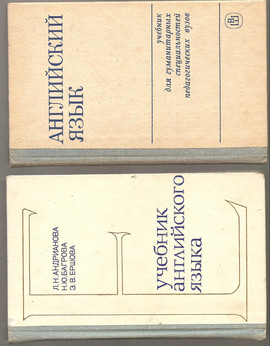 АНГЛИЙСКИЙ
ЯЗЫК
учебник
для гуманитарных
специальностей
педагогических вузов
Л.Н.АНДРИАНОВА
Н.Ю.БАГРОВА
Э.В.ЕРШОВА
учебник
английского
языка